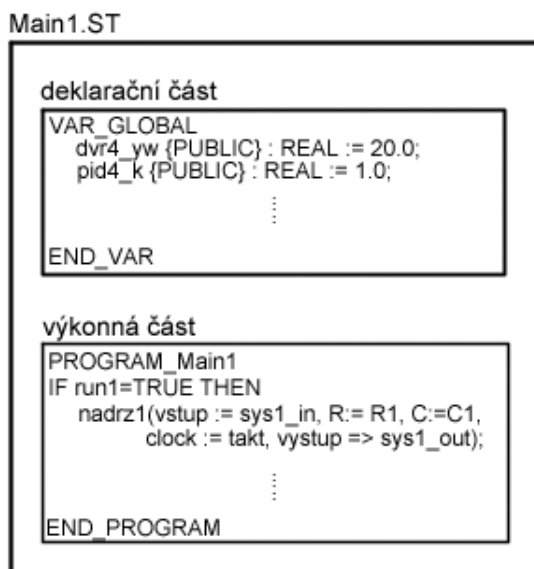 Main1.ST
deklarační část
VAR_GLOBAL
dvr4_yw {PUBLIC} : REAL := 20.0;
pid4_k {PUBLIC} : REAL := 1.0;
END_VAR
výkonná část
PROGRAM_Main1
IF run1=TRUE THEN
nadrz1(vstup := sys1_in, R:= R1, C:=C1,
clock := takt, vystup => sys1_out);
END_PROGRAM